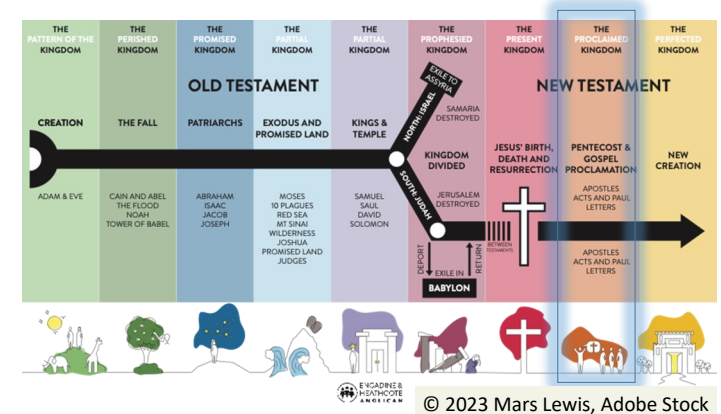 THE
PATTERN OF THE
KINGDOM
THE
PERISHED
KINGDOM
THE
PROMISED
KINGDOM
THE
PARTIAL
KINGDOM
THE
PARTIAL
KINGDOM
THE
PROPHESIED
KINGDOM
THE
PRESENT
KINGDOM
THE
PROCLAIMED
KINGDOM
THE
PERFECTED
KINGDOM
OLD TESTAMENT
NEW TESTAMENT
CREATION
THE FALL
PATRIARCHS
EXODUS AND
PROMISED LAND
KINGS &
TEMPLE
EXILE TO
ASSYRIA
NORTH: ISRAEL
SAMARIA
DESTROYED
KINGDOM
DIVIDED
SOUTH: JUDAH
JERUSALEM
DESTROYED
JESUS' BIRTH,
DEATH AND
RESURRECTION
PENTECOST &
GOSPEL
PROCLAMATION
APOSTLES
ACTS AND PAUL
LETTERS
NEW
CREATION
ADAM & EVE
CAIN AND ABEL
THE FLOOD
NOAH
TOWER OF BABEL
ABRAHAM
ISAAC
JACOB
JOSEPH
MOSES
10 PLAGUES
RED SEA
MT SINAI
WILDERNESS
JOSHUA
PROMISED LAND
JUDGES
SAMUEL
SAUL
DAVID
SOLOMON
DEPORT
EXILE IN
RETURN
BABYLON
BETWEEN
TESTAMENTS
APOSTLES
ACTS AND PAUL
LETTERS
ENGADINE &
HEATHCOTE
ANGLICAN
© 2023 Mars Lewis, Adobe Stock